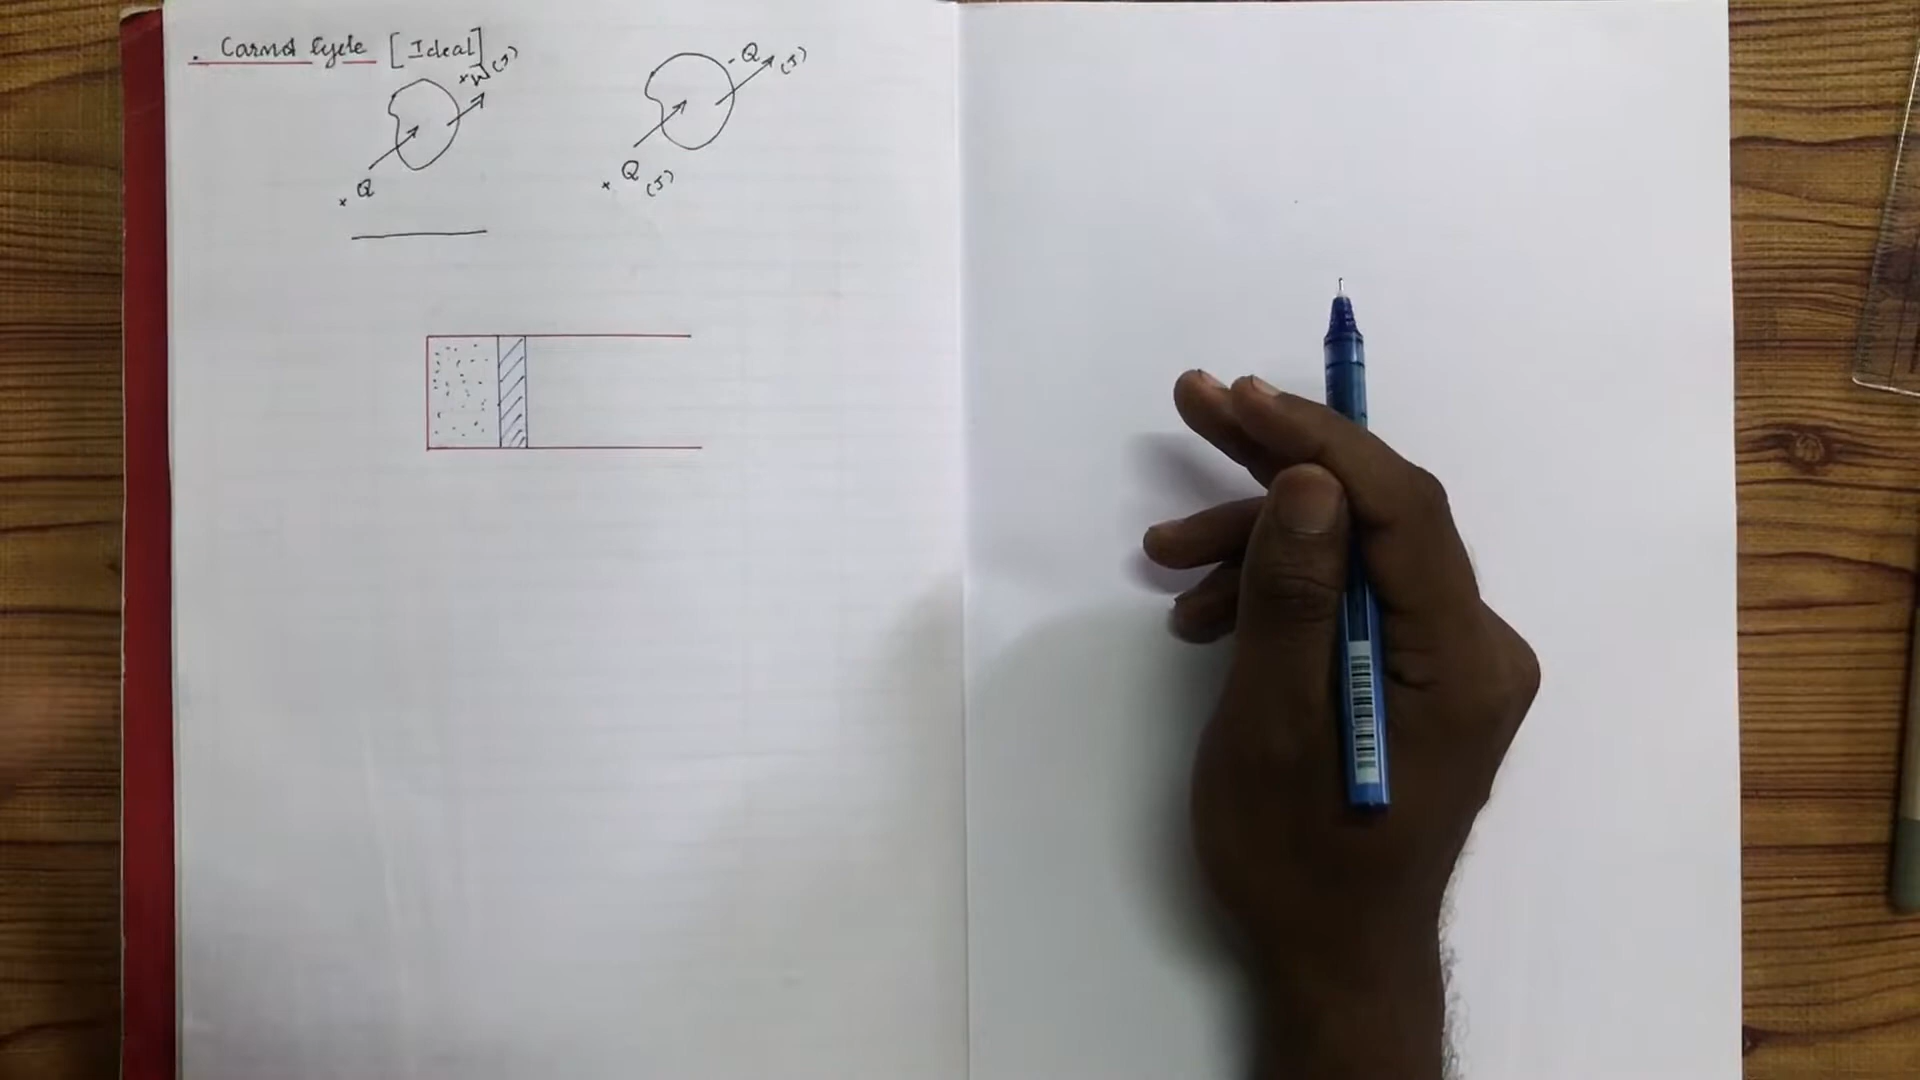 . Carnot Cycle [Ideal]
+W (J)
+ Q
- Q (J)
+ Q (J)